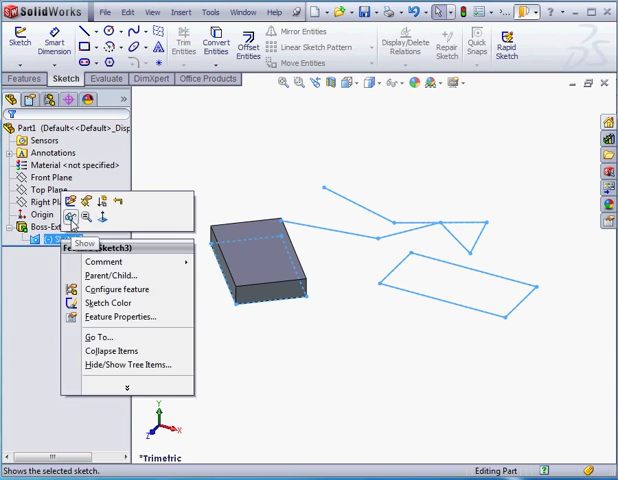 SolidWorks File Edit View Insert Tools Window Help
Sketch Smart Dimension Trim Entities Convert Entities Offset Entities Mirror Entities Linear Sketch Pattern Move Entities Display/Delete Relations Repair Sketch Quick Snaps Rapid Sketch
Features Sketch Evaluate DimXpert Office Products
Part1 (Default<<Default>_Disp
Sensors
Annotations
Material <not specified>
Front Plane
Top Plane
Right Pl
Origin
Boss-Ext
Show
(Sketch3)
Comment
Parent/Child...
Configure feature
Sketch Color
Feature Properties...
Go To...
Collapse Items
Hide/Show Tree Items...
Y
Z X
*Trimetric
Shows the selected sketch. Editing Part